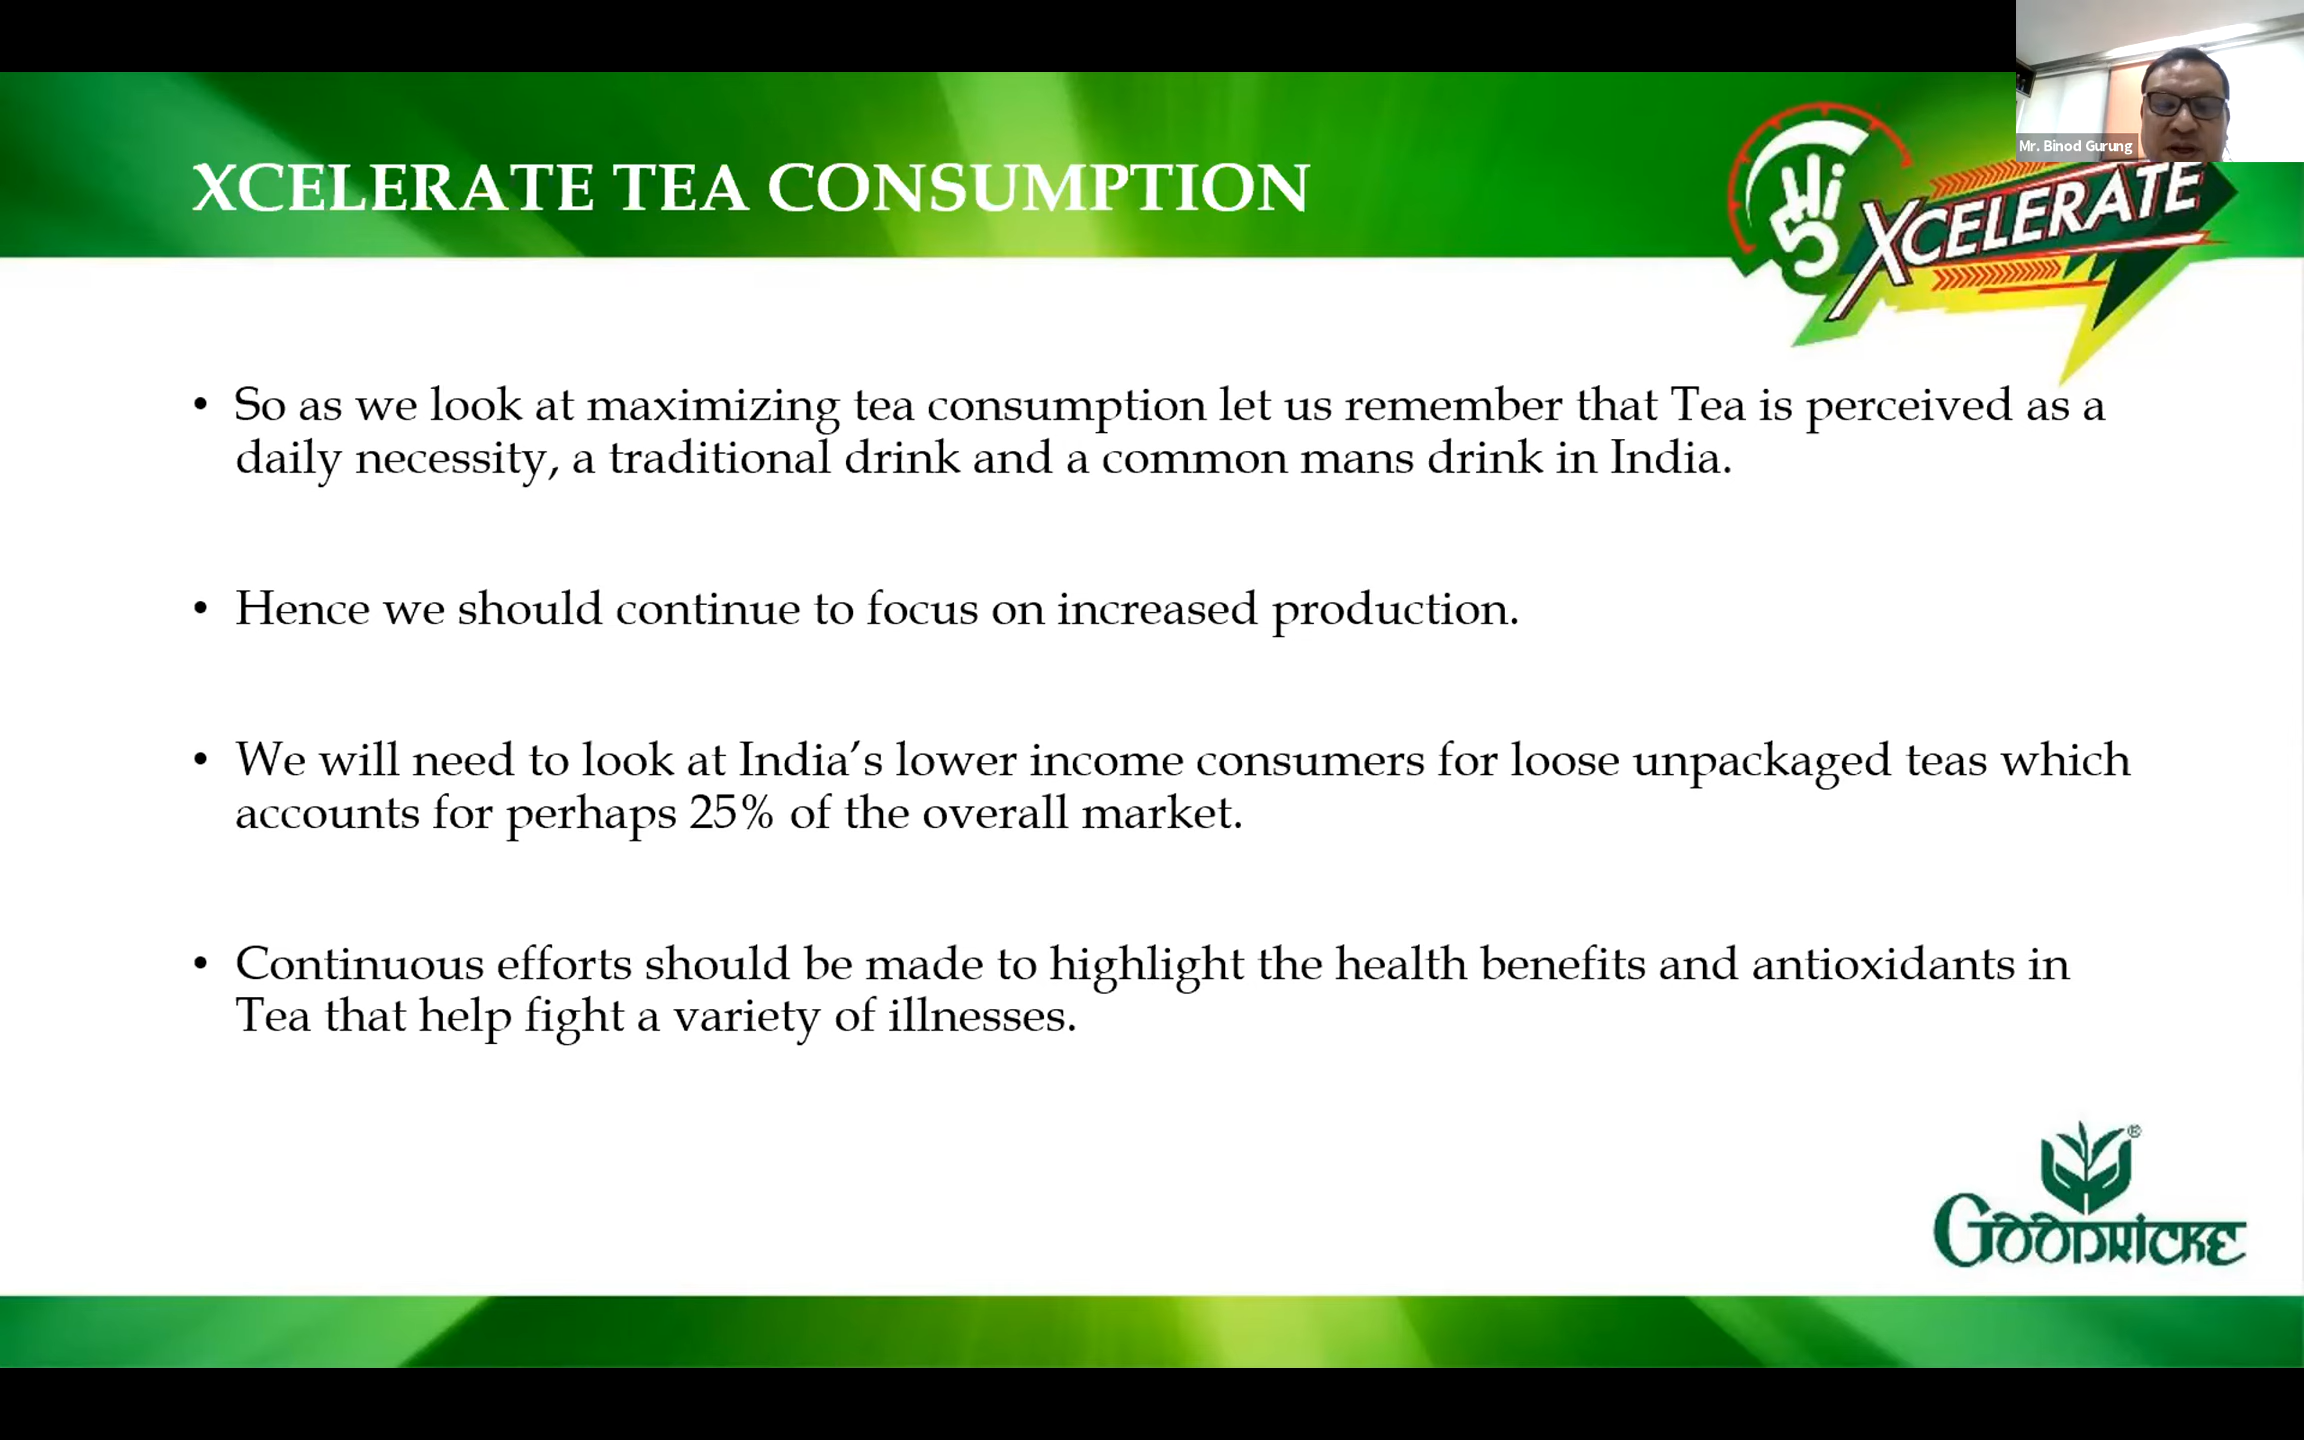 Mr. Binod Gurung
XCELERATE TEA CONSUMPTION
Hi
5
XCELERATE
• So as we look at maximizing tea consumption let us remember that Tea is perceived as a
daily necessity, a traditional drink and a common mans drink in India.
• Hence we should continue to focus on increased production.
• We will need to look at India’s lower income consumers for loose unpackaged teas which
accounts for perhaps 25% of the overall market.
• Continuous efforts should be made to highlight the health benefits and antioxidants in
Tea that help fight a variety of illnesses.
®
GOODRICKE